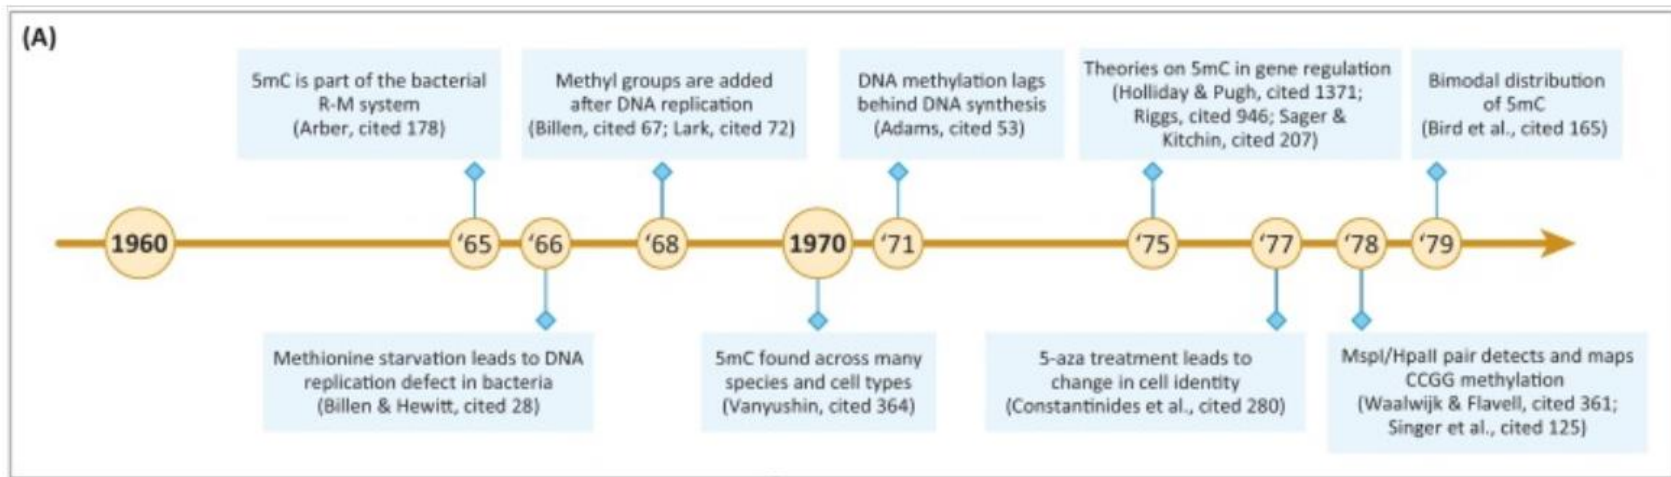 (A)
5mC is part of the bacterial
R-M system
(Arber, cited 178)
Methyl groups are added
after DNA replication
(Billen, cited 67; Lark, cited 72)
DNA methylation lags
behind DNA synthesis
(Adams, cited 53)
Theories on 5mC in gene regulation
(Holliday & Pugh, cited 1371;
Riggs, cited 946; Sager &
Kitchin, cited 207)
Bimodal distribution
of 5mC
(Bird et al., cited 165)
1960
‘65
‘66
‘68
1970
‘71
‘75
‘77
‘78
‘79
Methionine starvation leads to DNA
replication defect in bacteria
(Billen & Hewitt, cited 28)
5mC found across many
species and cell types
(Vanyushin, cited 364)
5-aza treatment leads to
change in cell identity
(Constantinides et al., cited 280)
MspI/HpaII pair detects and maps
CCGG methylation
(Waalwijk & Flavell, cited 361;
Singer et al., cited 125)